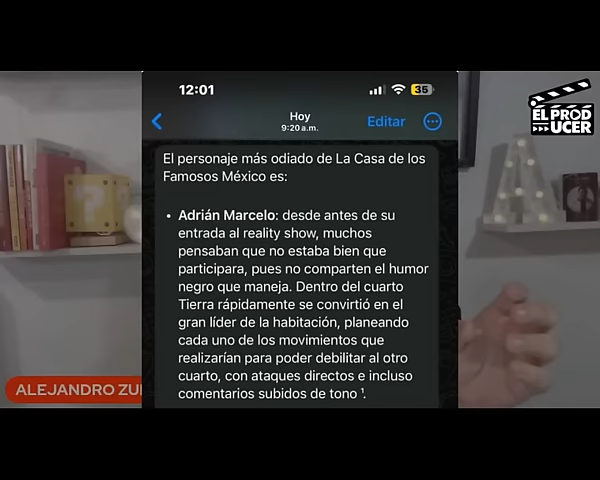 12:01
35
Hoy
9:20 a.m.
Editar
EL PROD
UCER
El personaje más odiado de La Casa de los
Famosos México es:
• Adrián Marcelo: desde antes de su
entrada al reality show, muchos
pensaban que no estaba bien que
participara, pues no comparten el humor
negro que maneja. Dentro del cuarto
Tierra rápidamente se convirtió en el
gran líder de la habitación, planeando
cada uno de los movimientos que
realizarían para poder debilitar al otro
cuarto, con ataques directos e incluso
comentarios subidos de tono ¹.
ALEJANDRO ZU